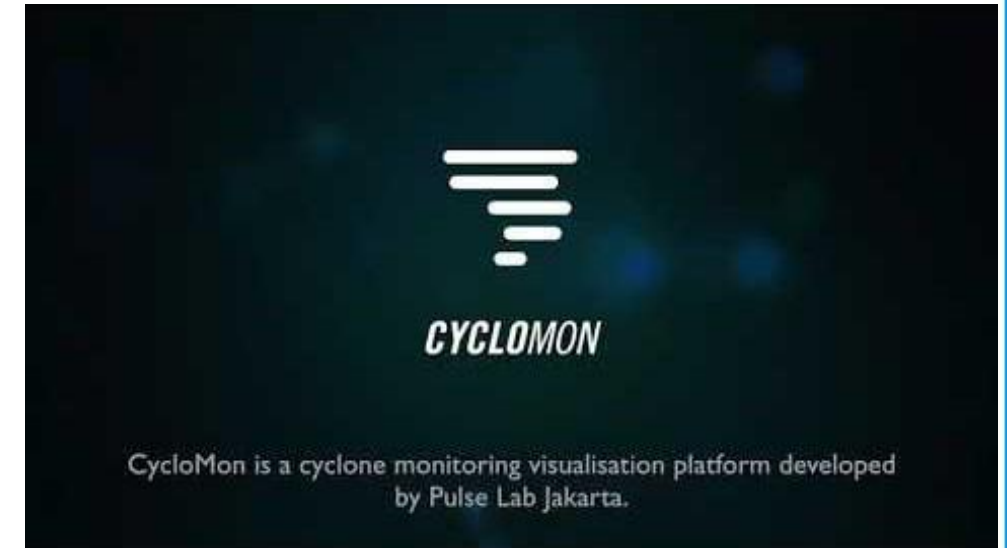 CYCLOMON
CycloMon is a cyclone monitoring visualisation platform developed
by Pulse Lab Jakarta.